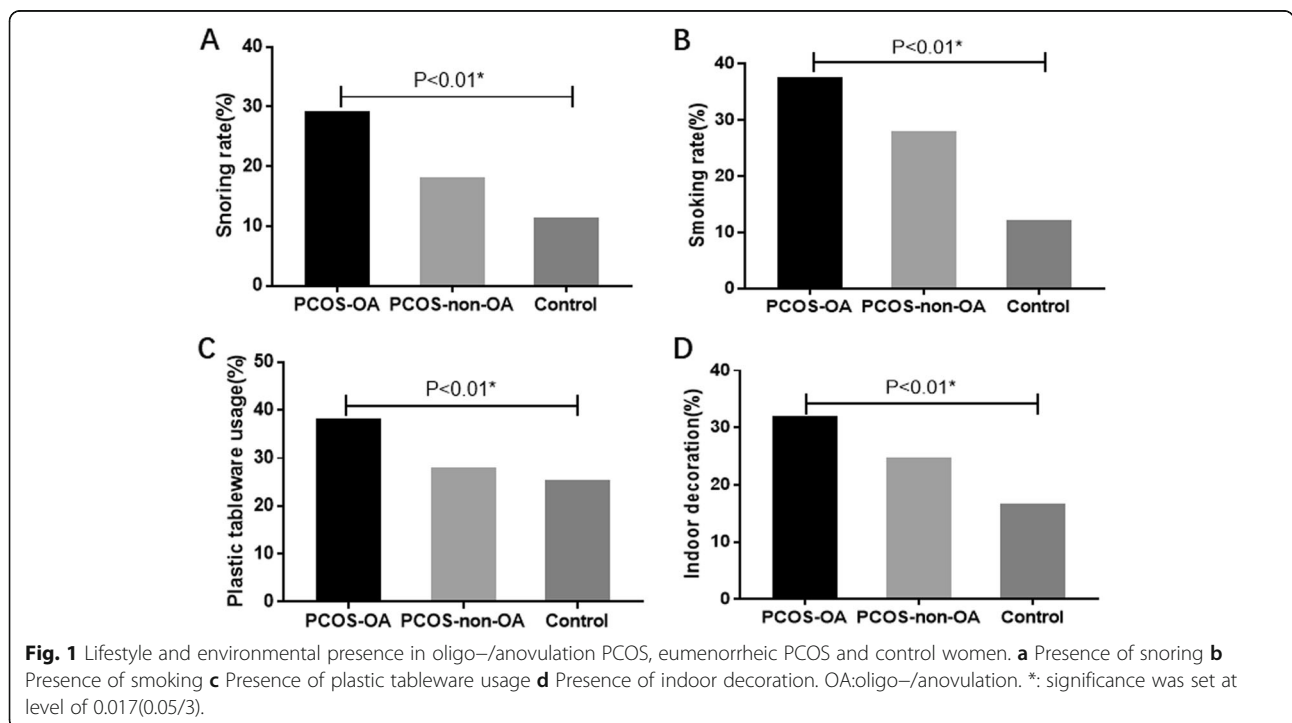 A
Snoring rate(%)
40
30
20
10
0
P<0.01*
PCOS-OA PCOS-non-OA Control
B
Smoking rate(%)
40
30
20
10
0
P<0.01*
PCOS-OA PCOS-non-OA Control
C
Plastic tableware usage(%)
50
40
30
20
10
0
P<0.01*
PCOS-OA PCOS-non-OA Control
D
Indoor decoration(%)
40
30
20
10
0
P<0.01*
PCOS-OA PCOS-non-OA Control
Fig. 1 Lifestyle and environmental presence in oligo–/anovulation PCOS, eumenorrheic PCOS and control women. a Presence of snoring b
Presence of smoking c Presence of plastic tableware usage d Presence of indoor decoration. OA:oligo–/anovulation. *: significance was set at
level of 0.017(0.05/3).